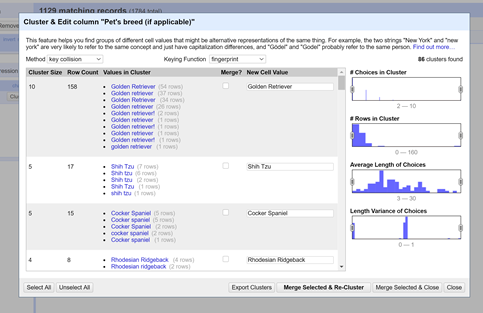 1129 matching records (1784 total)
Cluster & Edit column "Pet's breed (if applicable)"
This feature helps you find groups of different cell values that might be alternative representations of the same thing. For example, the two strings "New York" and "new
york" are very likely to refer to the same concept and just have capitalization differences, and "Gödel" and "Godel" probably refer to the same person. Find out more...
Method key collision Keying Function fingerprint 86 clusters found
Cluster Size Row Count Values in Cluster Merge? New Cell Value
10 158 Golden Retriever (54 rows) Golden Retriever
Golden retriever (37 rows)
Golden Retriever (34 rows)
Golden retriever (26 rows)
Golden retriever! (2 rows)
Golden retriever (1 rows)
Golden retriever! (1 rows)
Golden retriever (1 rows)
Golden Retriever! (1 rows)
golden retriever (1 rows)
5 17 Shih Tzu (7 rows) Shih Tzu
Shih tzu (6 rows)
Shih tzu (2 rows)
Shih Tzu (1 rows)
shih tzu (1 rows)
5 15 Cocker Spaniel (6 rows) Cocker Spaniel
Cocker spaniel (5 rows)
Cocker Spaniel (2 rows)
cocker spaniel (2 rows)
Cocker spaniel (1 rows)
4 8 Rhodesian Ridgeback (4 rows) Rhodesian Ridgeback
Rhodesian ridgeback (2 rows)
# Choices in Cluster
2 — 10
# Rows in Cluster
0 — 160
Average Length of Choices
3 — 30
Length Variance of Choices
0 — 1
Select All Unselect All Export Clusters Merge Selected & Re-Cluster Merge Selected & Close Close